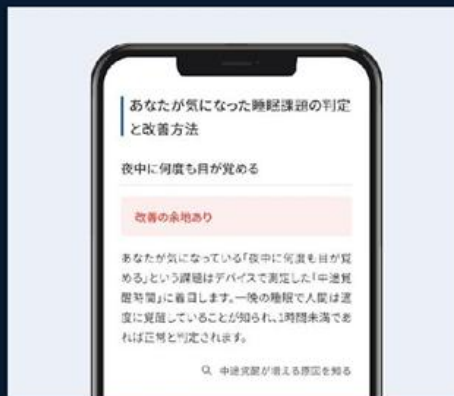 あなたが気になった睡眠課題の判定
と改善方法
夜中に何度も目が覚める
改善の余地あり
あなたが気になっている「夜中に何度も目が覚
める」という課題はデバイスで測定した「中途覚
醒時間」に着目します。一晩の睡眠で人間は適
度に覚醒していることが知られ、1時間未満であ
れば正常と判定されます。
中途覚醒が増える原因を知る